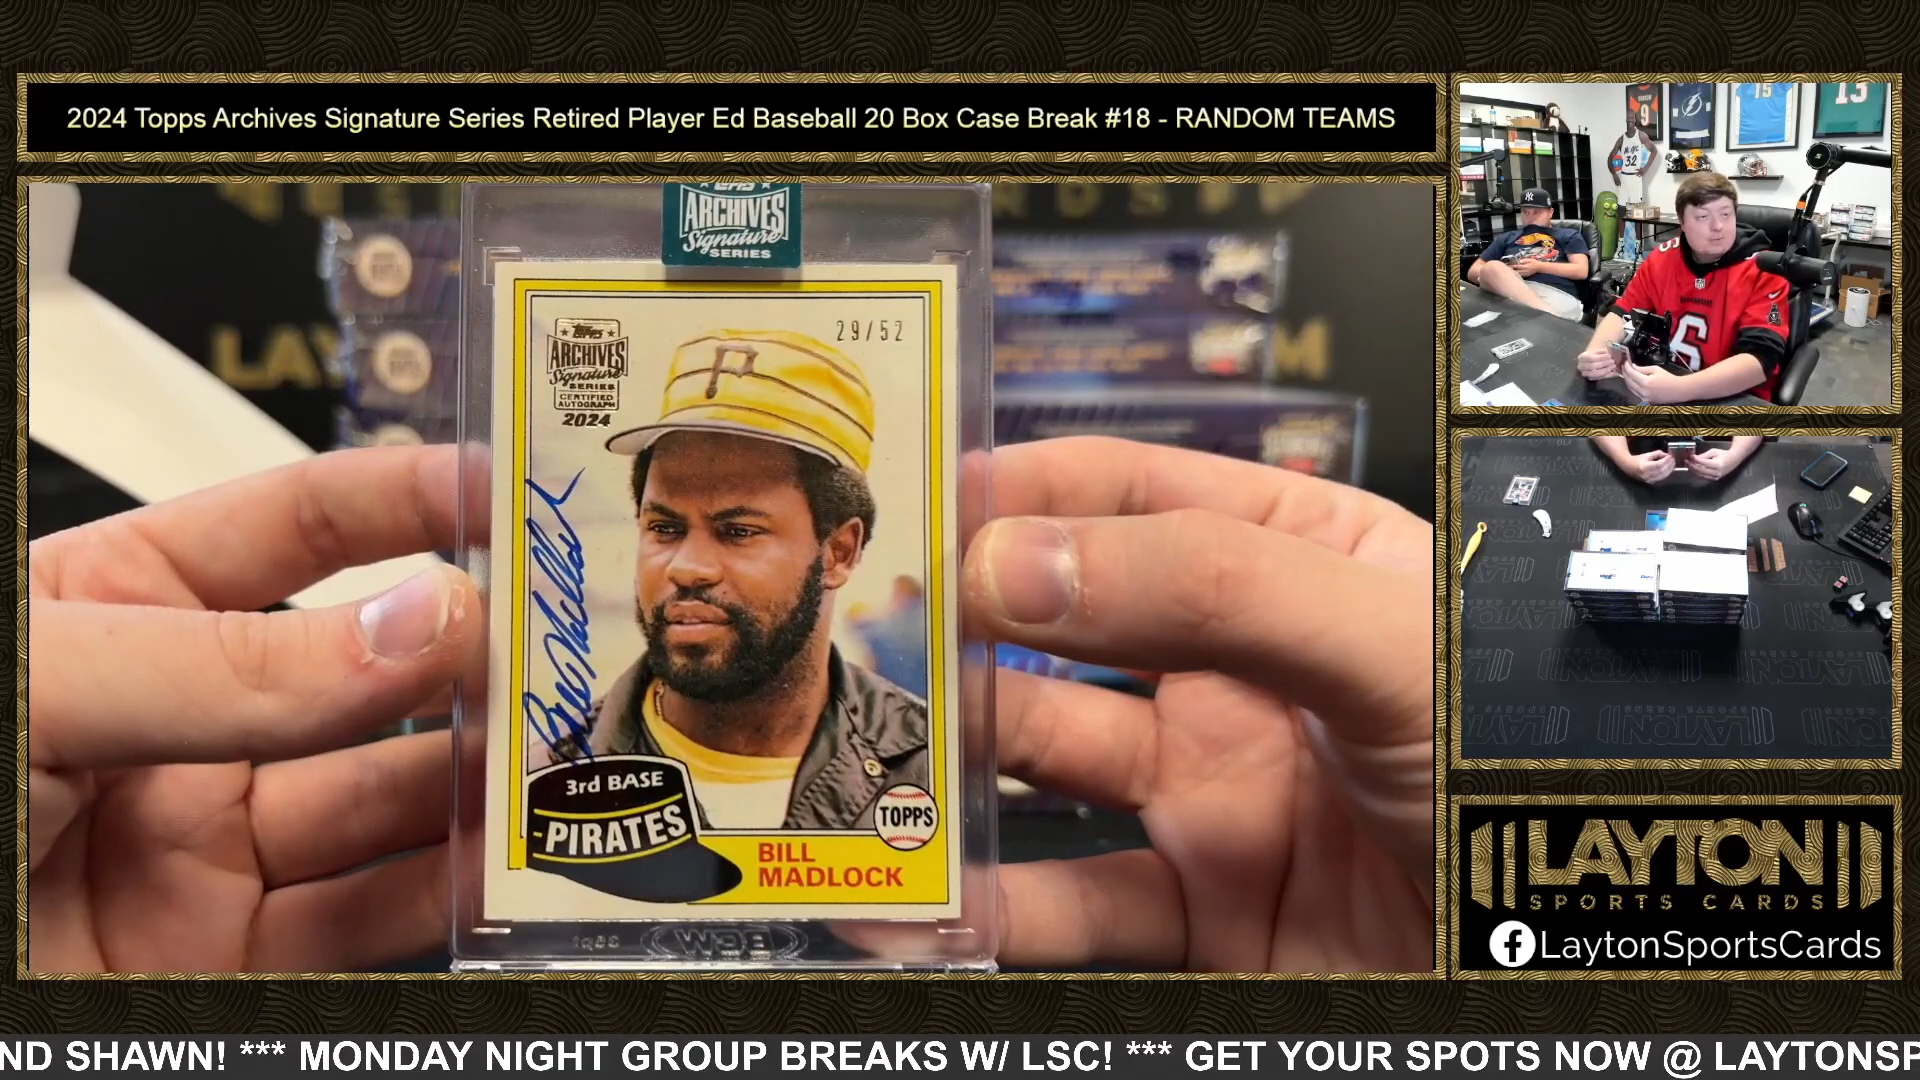 2024 Topps Archives Signature Series Retired Player Ed Baseball 20 Box Case Break #18 - RANDOM TEAMS
ARCHIVES
Signature
SERIES
29/52
TOPPS
ARCHIVES
Signature
SERIES
CERTIFIED
AUTOGRAPH
2024
P
3rd BASE
PIRATES
TOPPS
BILL
MADLOCK
LAYTON
SPORTS CARDS
LaytonSportsCards
ND SHAWN! *** MONDAY NIGHT GROUP BREAKS W/ LSC! *** GET YOUR SPOTS NOW @ LAYTONSP